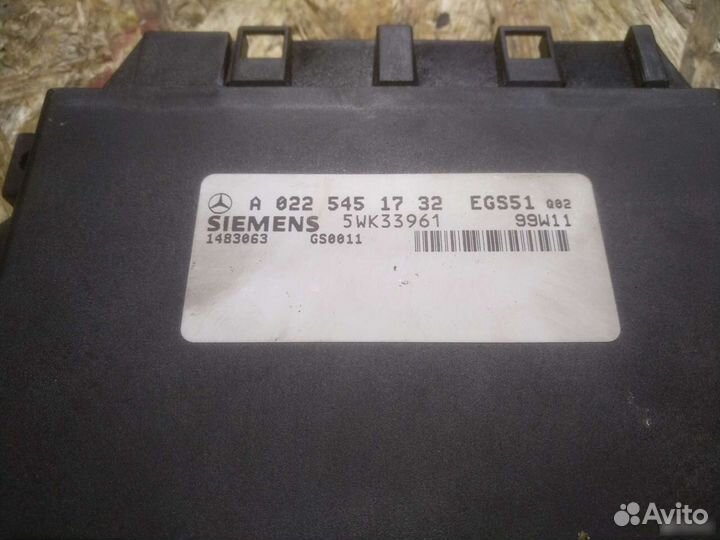 A 022 545 17 32 EGS51 Q02
SIEMENS 5WK33961 99W11
1483063 GS0011
Avito